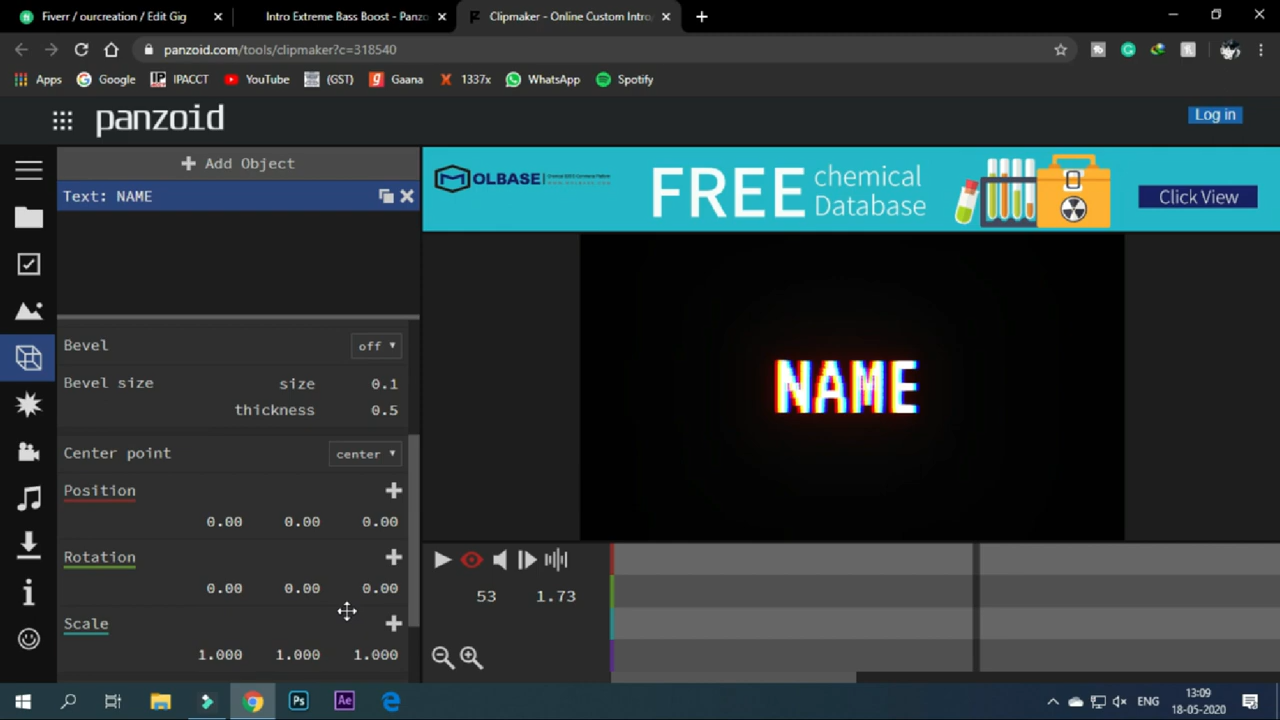 Fiverr / ourcreation / Edit Gig
Intro Extreme Bass Boost - Panzo
Clipmaker - Online Custom Intro,
panzoid.com/tools/clipmaker?c=318540
Apps
Google
IPACCT
YouTube
(GST)
Gaana
1337x
WhatsApp
Spotify
panzoid
Log in
Add Object
Text: NAME
MOLBASE
FREE
chemical
Database
Click View
NAME
Bevel
off
Bevel size
size
0.1
thickness
0.5
Center point
center
Position
0.00 0.00 0.00
Rotation
0.00 0.00 0.00
Scale
1.000 1.000 1.000
53 1.73
Ps
Ae
ENG
13:09
18-05-2020